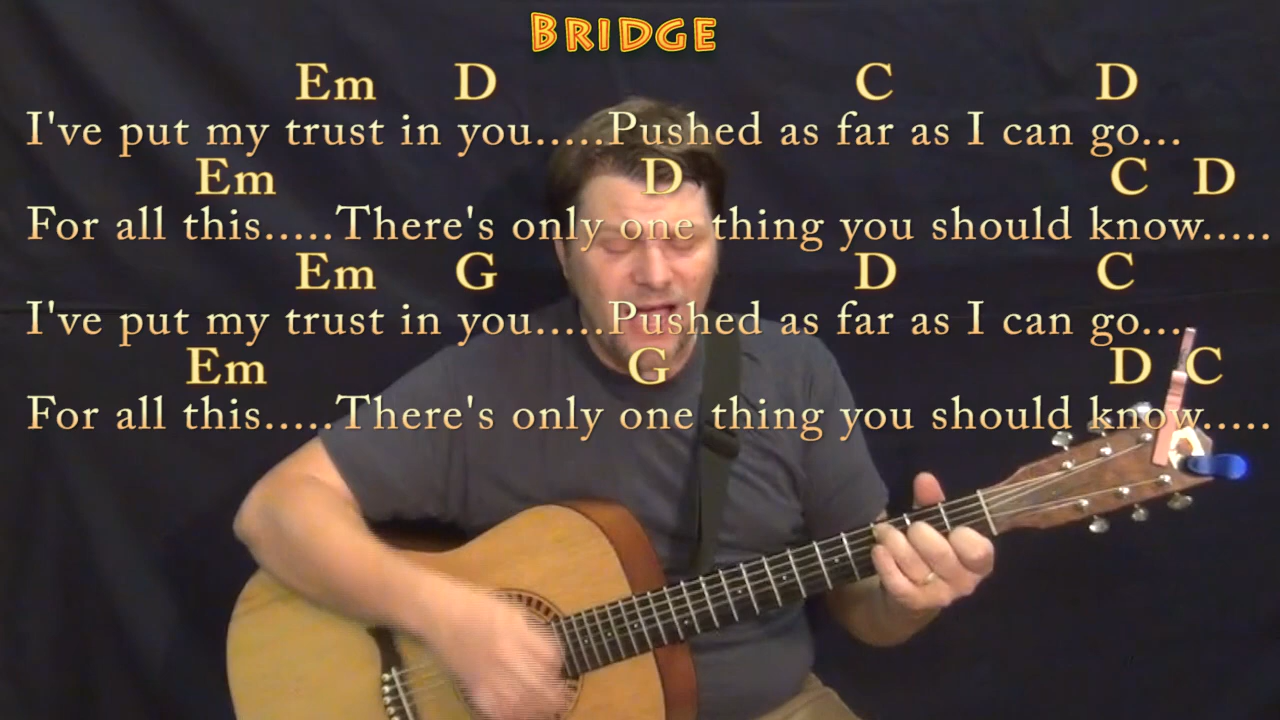 BRIDGE
Em D C D
I've put my trust in you.....Pushed as far as I can go...
Em D C D
For all this.....There's only one thing you should know.....
Em G D C
I've put my trust in you.....Pushed as far as I can go...
Em G D C
For all this.....There's only one thing you should know.....